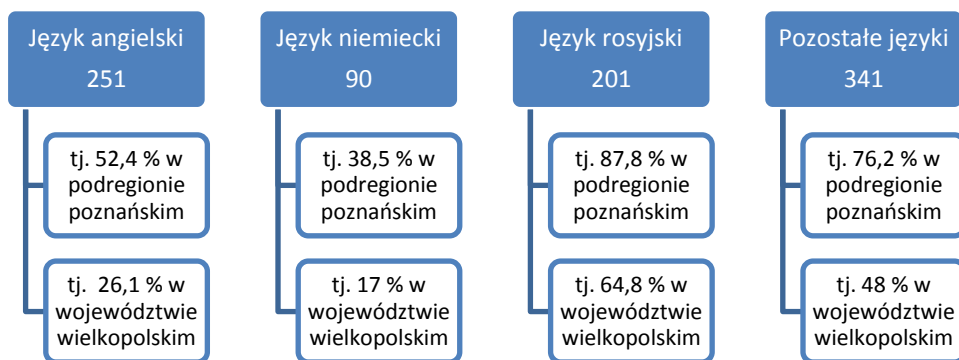 Język angielski
251
tj. 52,4 % w
podregionie
poznańskim
tj. 26,1 % w
województwie
wielkopolskim
Język niemiecki
90
tj. 38,5 % w
podregionie
poznańskim
tj. 17 % w
województwie
wielkopolskim
Język rosyjski
201
tj. 87,8 % w
podregionie
poznańskim
tj. 64,8 % w
województwie
wielkopolskim
Pozostałe języki
341
tj. 76,2 % w
podregionie
poznańskim
tj. 48 % w
województwie
wielkopolskim